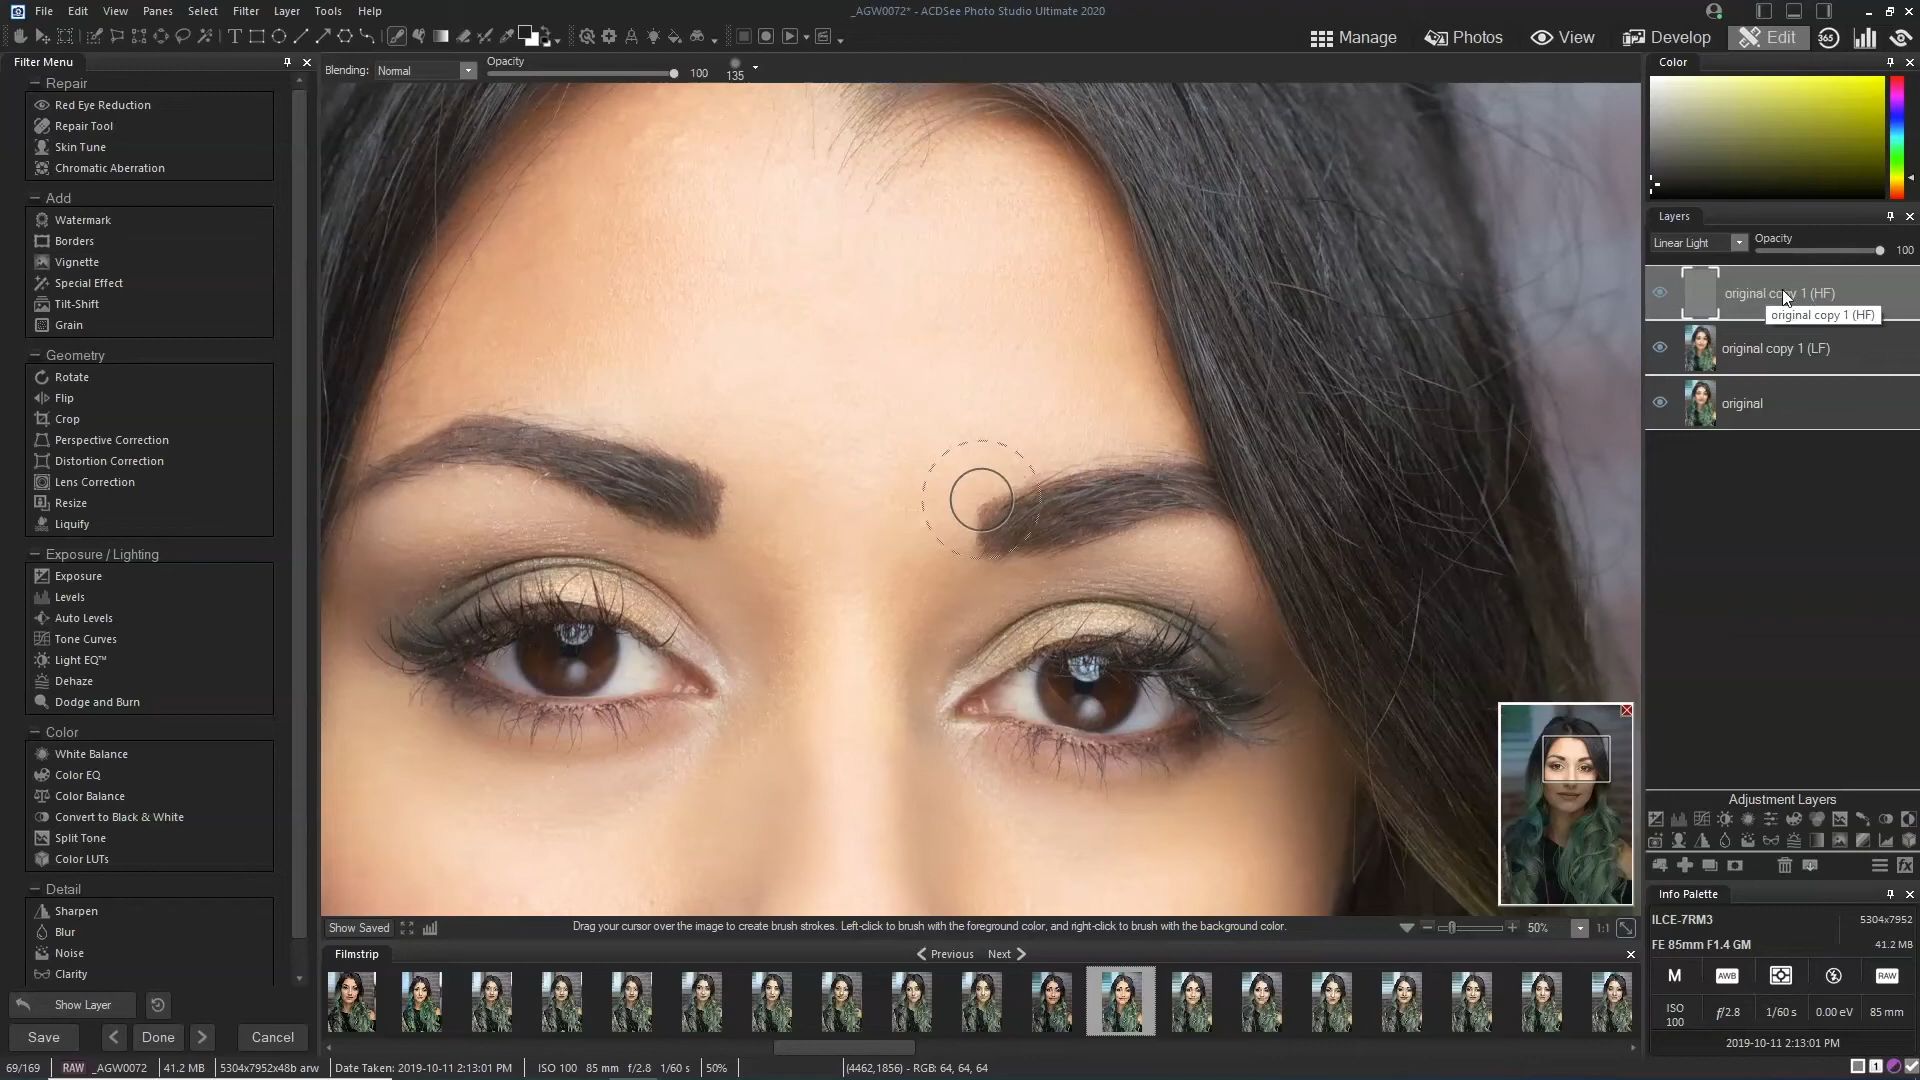 File Edit View Panes Select Filter Layer Tools Help
_AGW0072* - ACDSee Photo Studio Ultimate 2020
Manage Photos View Develop Edit 365
Filter Menu
Blending: Normal Opacity 100 135
Repair
Red Eye Reduction
Repair Tool
Skin Tune
Chromatic Aberration
Add
Watermark
Borders
Vignette
Special Effect
Tilt-Shift
Grain
Geometry
Rotate
Flip
Crop
Perspective Correction
Distortion Correction
Lens Correction
Resize
Liquify
Exposure / Lighting
Exposure
Levels
Auto Levels
Tone Curves
Light EQ™
Dehaze
Dodge and Burn
Color
White Balance
Color EQ
Color Balance
Convert to Black & White
Split Tone
Color LUTs
Detail
Sharpen
Blur
Noise
Clarity
Show Layer
Save Done Cancel
Color
Layers
Linear Light Opacity 100
original copy 1 (HF)
original copy 1 (HF)
original copy 1 (LF)
original
Adjustment Layers
Info Palette
ILCE-7RM3 5304x7952
FE 85mm F1.4 GM 41.2 MB
M AWB RAW
ISO 100 f/2.8 1/60 s 0.00 eV 85 mm
2019-10-11 2:13:01 PM
Show Saved
Drag your cursor over the image to create brush strokes. Left-click to brush with the foreground color, and right-click to brush with the background color.
50% 1:1
Filmstrip Previous Next
69/169 RAW _AGW0072 41.2 MB 5304x7952x48b arw Date Taken: 2019-10-11 2:13:01 PM ISO 100 85 mm f/2.8 1/60 s 50% (4462,1856) - RGB: 64, 64, 64
1